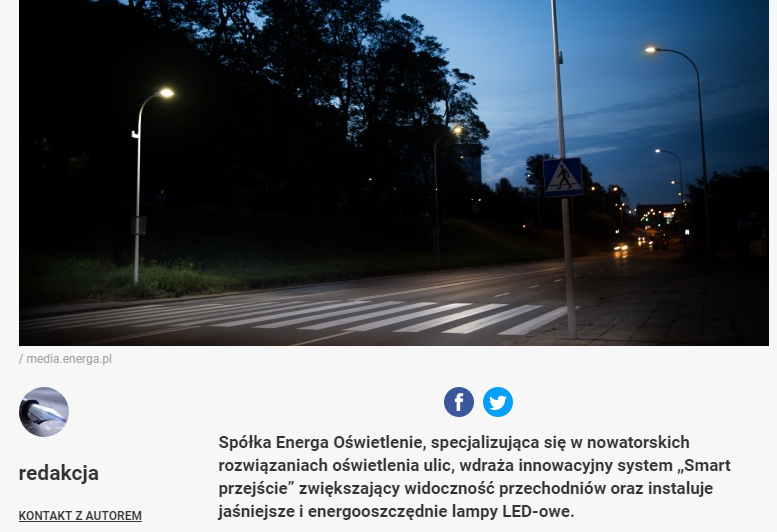 / media.energa.pl
redakcja
KONTAKT Z AUTOREM
Spółka Energa Oświetlenie, specjalizująca się w nowatorskich
rozwiązaniach oświetlenia ulic, wdraża innowacyjny system „Smart
przejście” zwiększający widoczność przechodniów oraz instaluje
jaśniejsze i energooszczędnie lampy LED-owe.